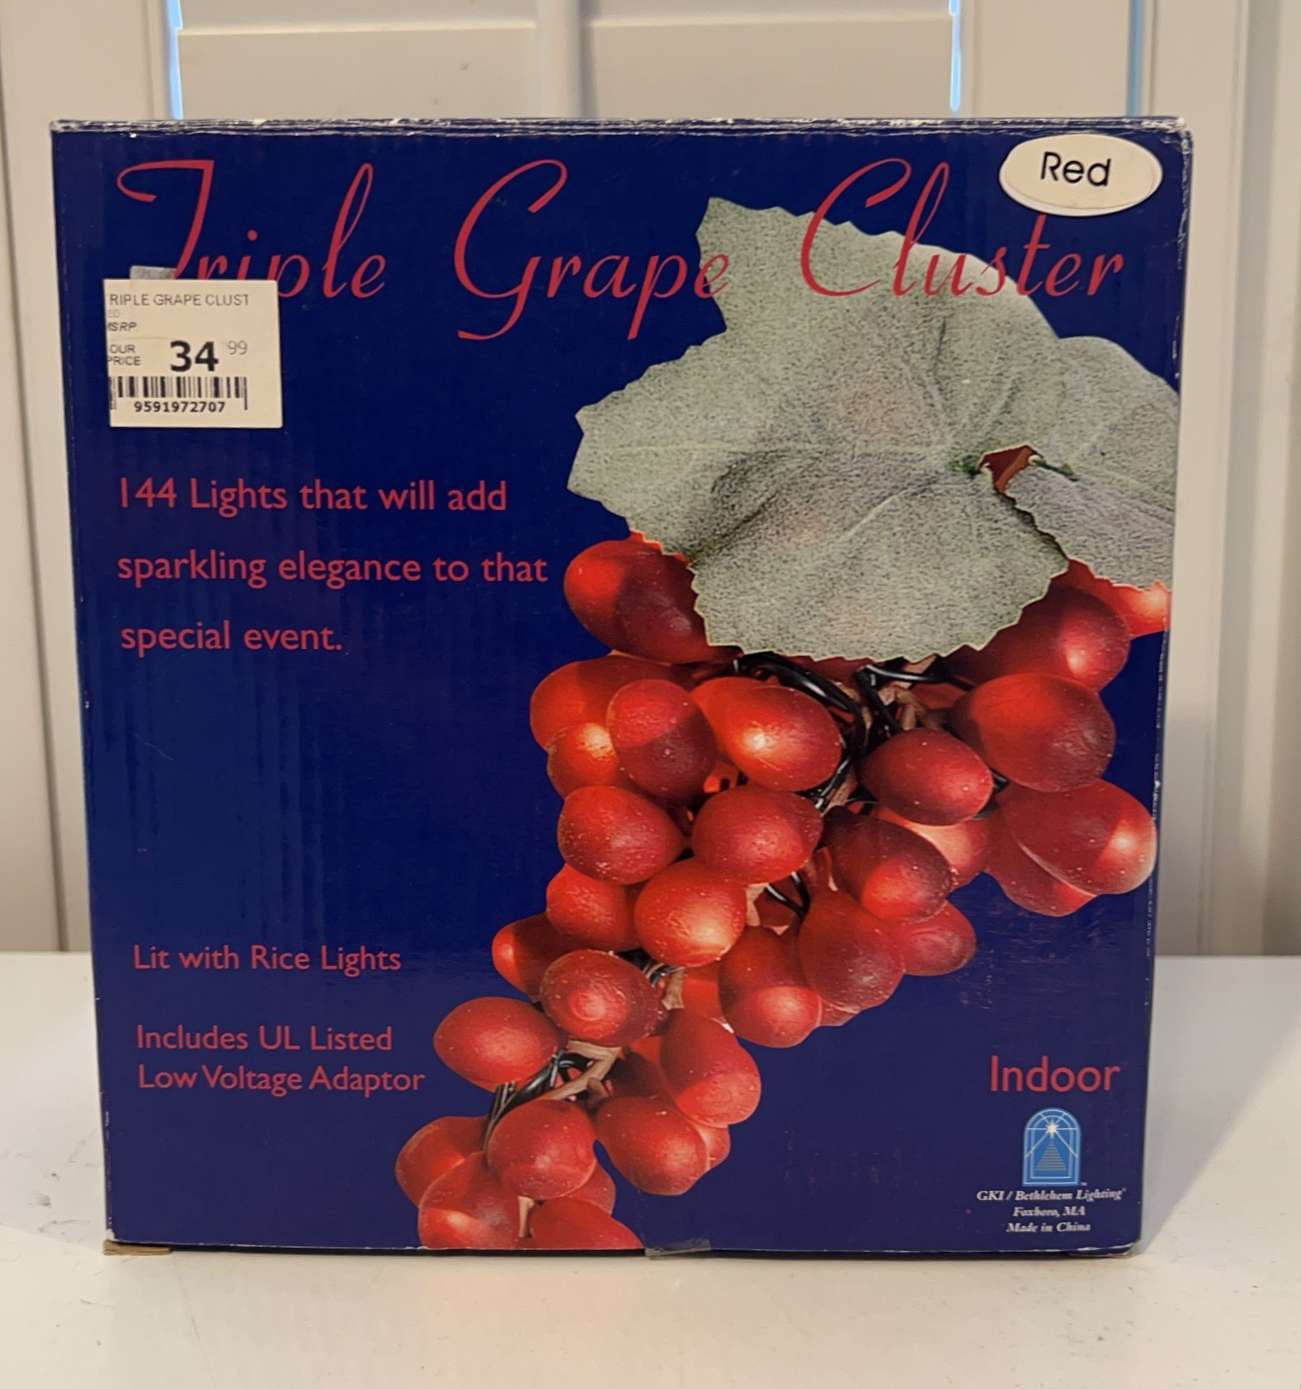 Triple Grape Cluster
Red
RIPLE GRAPE CLUST
MSRP.
OUR
PRICE
34 99
9591972707
144 Lights that will add
sparkling elegance to that
special event.
Lit with Rice Lights
Includes UL Listed
Low Voltage Adaptor
Indoor
GKI / Bethlehem Lighting
Foxboro, MA
Made in China